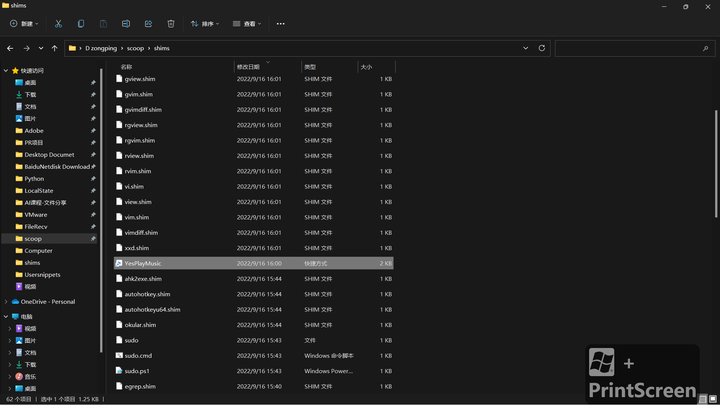 shims
新建
排序
查看
D zongping > scoop > shims
名称 修改日期 类型 大小
快速访问
桌面
下载
文档
图片
Adobe
PR项目
Desktop Documet
BaiduNetdisk Download
Python
LocalState
AI课程-文件分享
VMware
FileRecv
scoop
Computer
shims
Usersnippets
视频
OneDrive - Personal
电脑
视频
图片
文档
下载
音乐
桌面
gview.shim 2022/9/16 16:01 SHIM 文件 1 KB
gvim.shim 2022/9/16 16:01 SHIM 文件 1 KB
gvimdiff.shim 2022/9/16 16:01 SHIM 文件 1 KB
rgview.shim 2022/9/16 16:01 SHIM 文件 1 KB
rgvim.shim 2022/9/16 16:01 SHIM 文件 1 KB
rview.shim 2022/9/16 16:01 SHIM 文件 1 KB
rvim.shim 2022/9/16 16:01 SHIM 文件 1 KB
vi.shim 2022/9/16 16:01 SHIM 文件 1 KB
view.shim 2022/9/16 16:01 SHIM 文件 1 KB
vim.shim 2022/9/16 16:01 SHIM 文件 1 KB
vimdiff.shim 2022/9/16 16:01 SHIM 文件 1 KB
xxd.shim 2022/9/16 16:01 SHIM 文件 1 KB
YesPlayMusic 2022/9/16 16:00 快捷方式 2 KB
ahk2exe.shim 2022/9/16 15:44 SHIM 文件 1 KB
autohotkey.shim 2022/9/16 15:44 SHIM 文件 1 KB
autohotkeyu64.shim 2022/9/16 15:44 SHIM 文件 1 KB
okular.shim 2022/9/16 15:44 SHIM 文件 1 KB
sudo 2022/9/16 15:43 文件 1 KB
sudo.cmd 2022/9/16 15:43 Windows 命令脚本 1 KB
sudo.ps1 2022/9/16 15:43 Windows Power... 1 KB
egrep.shim 2022/9/16 15:40 SHIM 文件 1 KB
62 个项目 选中 1 个项目 1.25 KB
+
PrintScreen